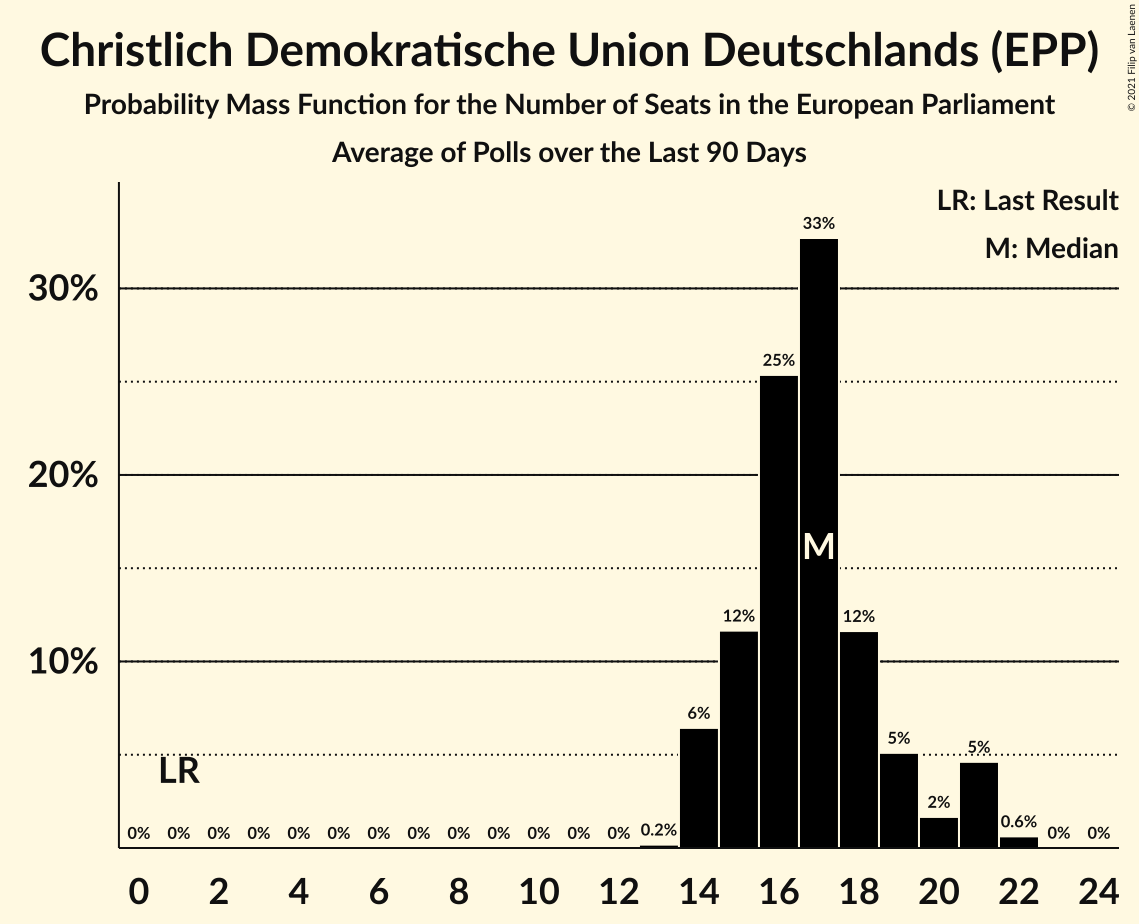 Christlich Demokratische Union Deutschlands (EPP)
Probability Mass Function for the Number of Seats in the European Parliament
Average of Polls over the Last 90 Days
© 2021 Filip van Laenen
LR: Last Result
M: Median
33%
30%
25%
20%
M
12% 12%
10%
6%
5% 5%
LR
2%
0% 0% 0% 0% 0% 0% 0% 0% 0% 0% 0% 0% 0% 0.2% 0.6% 0% 0%
0 2 4 6 8 10 12 14 16 18 20 22 24